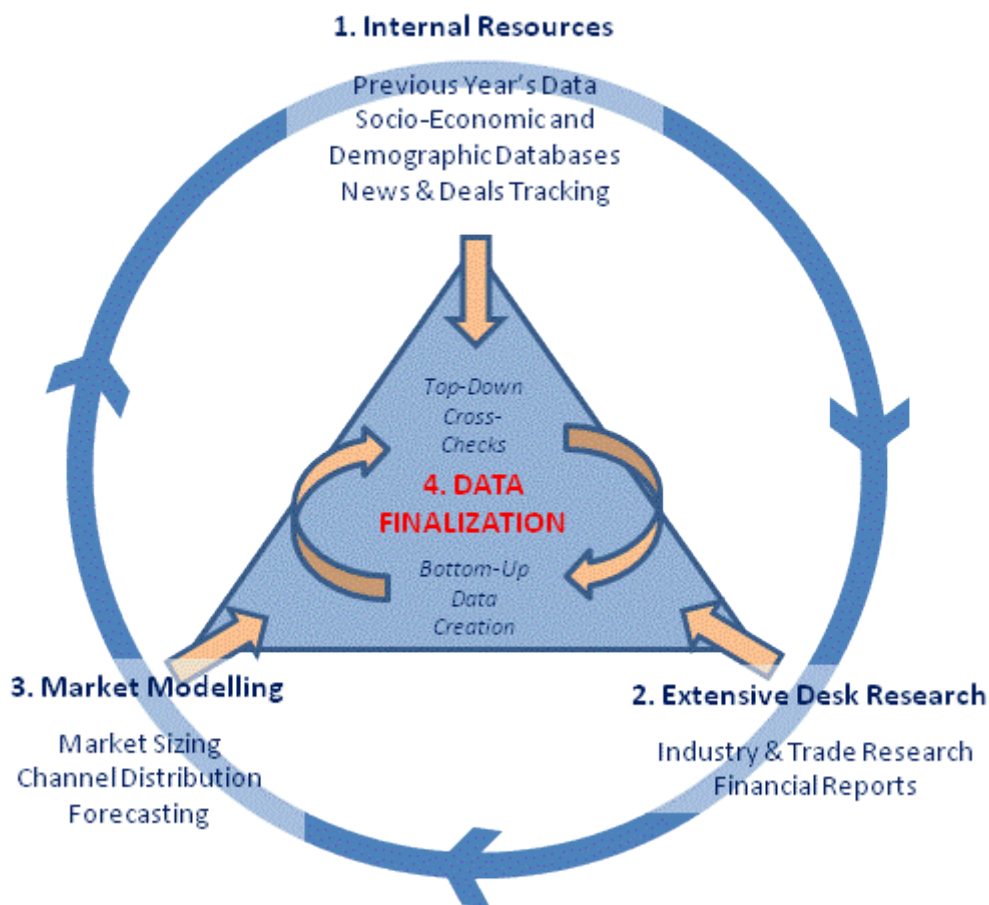 1. Internal Resources
Previous Year's Data
Socio-Economic and
Demographic Databases
News & Deals Tracking
Top-Down
Cross-
Checks
4. DATA
FINALIZATION
Bottom-Up
Data
Creation
3. Market Modelling
Market Sizing
Channel Distribution
Forecasting
2. Extensive Desk Research
Industry & Trade Research
Financial Reports